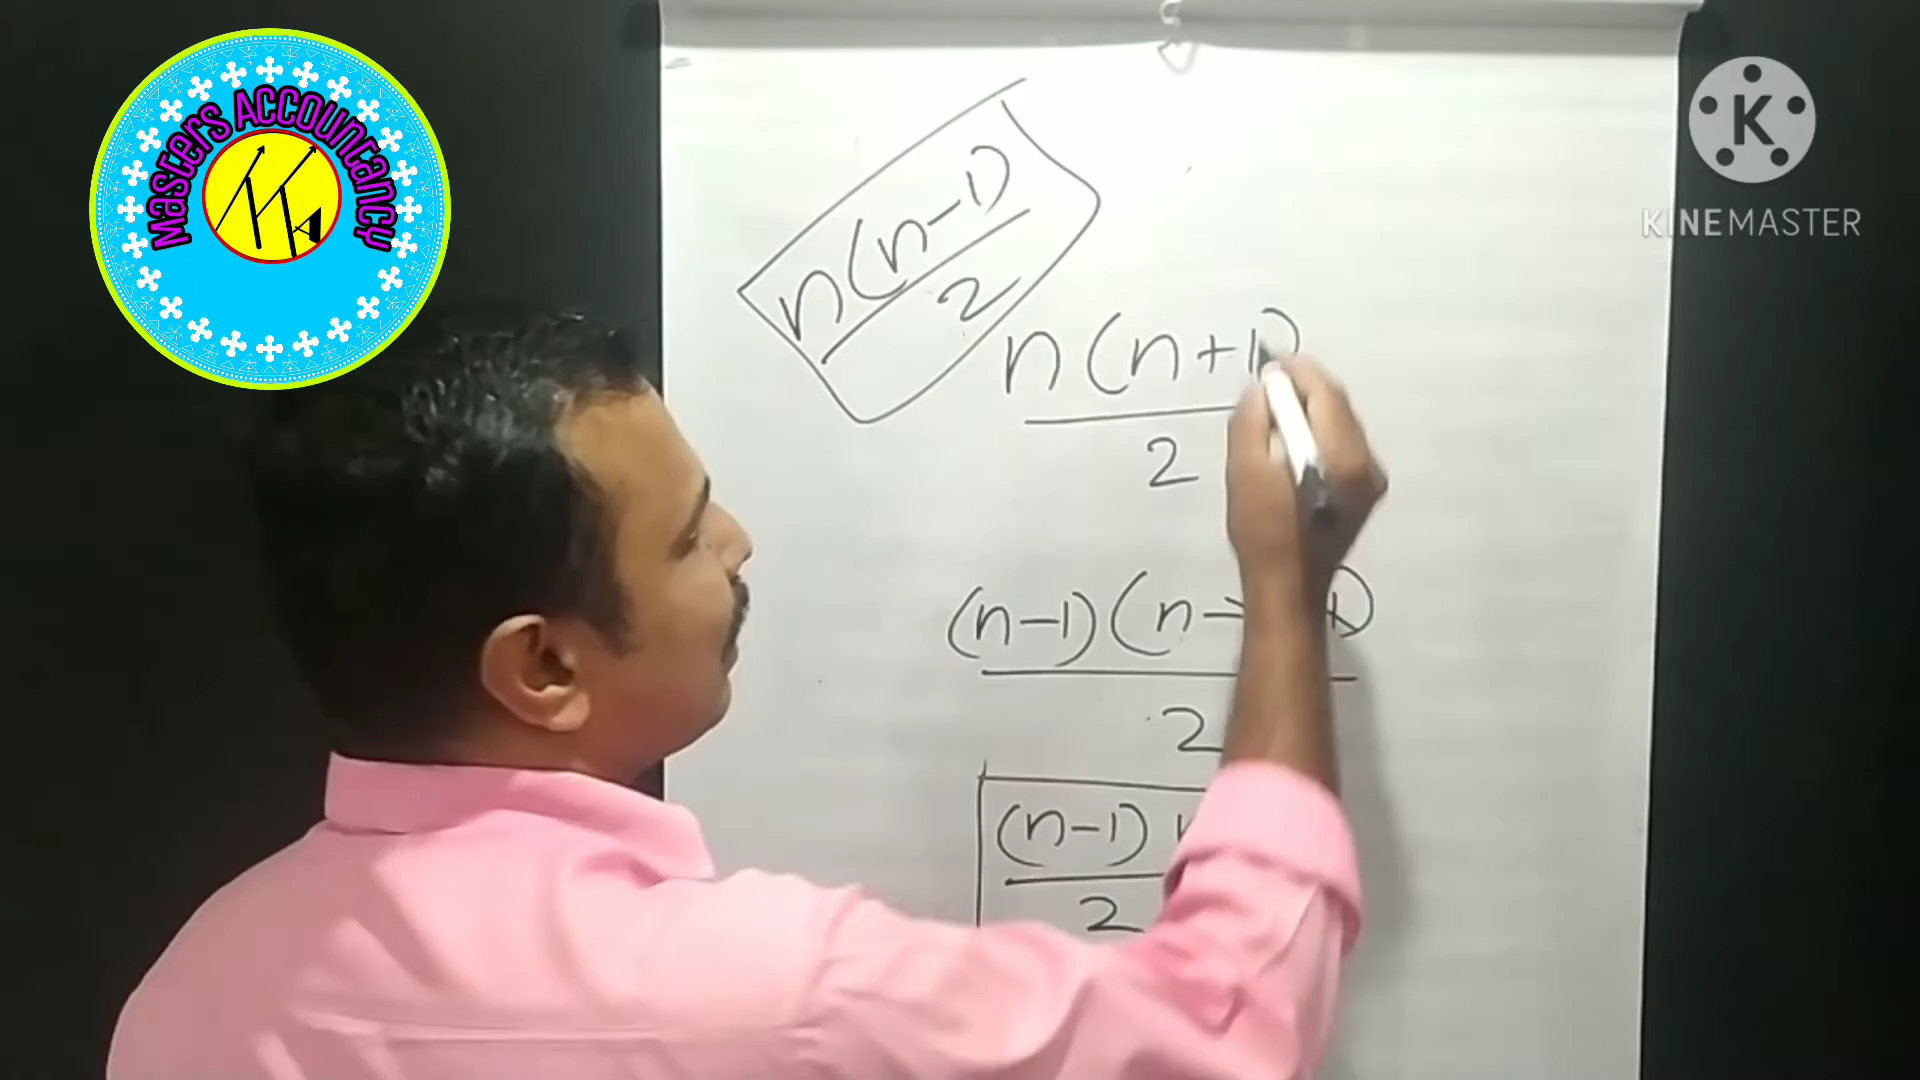 Masters Accountancy
KINEMASTER
n(n-1)
2
n(n+1)
2
(n-1)(n-
2
(n-1)
2